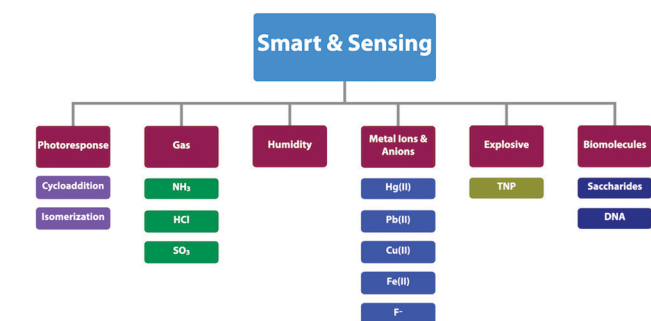 Smart & Sensing
Photoresponse
Cycloaddition
Isomerization
Gas
NH₃
HCl
SO₃
Humidity
Metal Ions &
Anions
Hg(II)
Pb(II)
Cu(II)
Fe(II)
F⁻
Explosive
TNP
Biomolecules
Saccharides
DNA